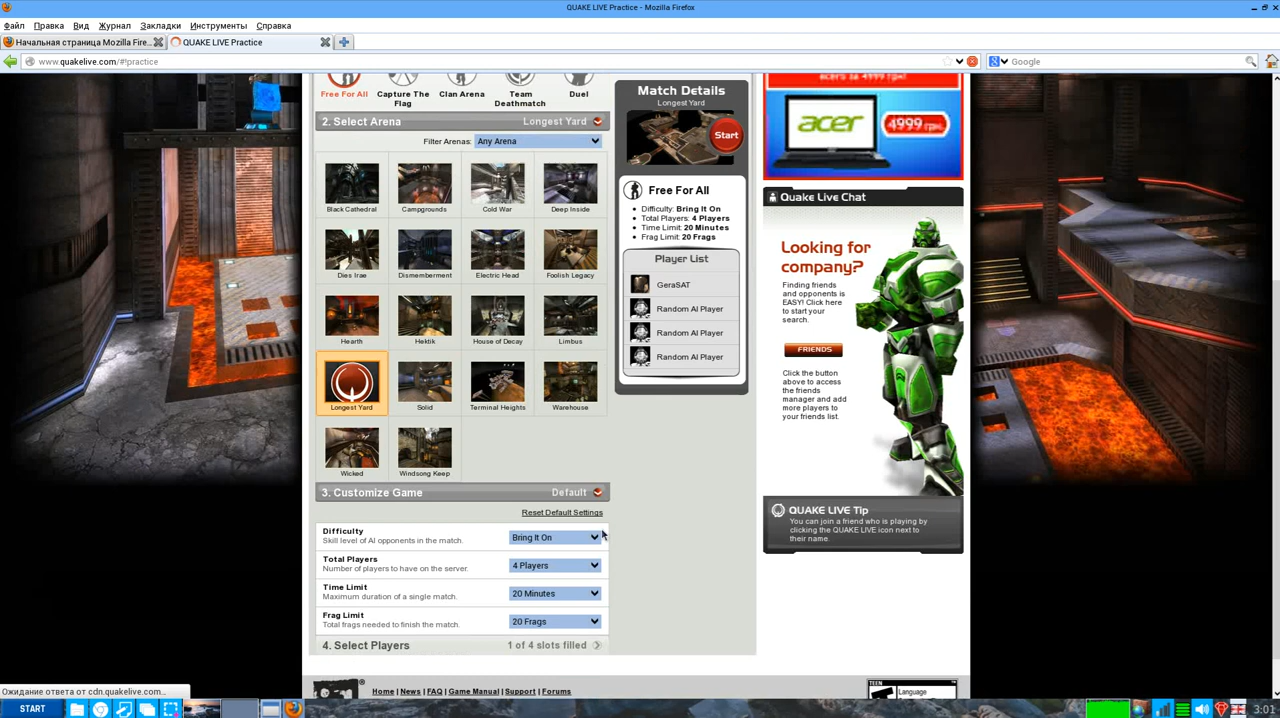 QUAKE LIVE Practice - Mozilla Firefox
Файл Правка Вид Журнал Закладки Инструменты Справка
Начальная страница Mozilla Fire...
QUAKE LIVE Practice
www.quakelive.com/#!practice
Google
Free For All
Capture The
Flag
Clan Arena
Team
Deathmatch
Duel
2. Select Arena Longest Yard
Filter Arenas: Any Arena
Black Cathedral Campgrounds Cold War Deep Inside
Dies Irae Dismemberment Electric Head Foolish Legacy
Hearth Hektik House of Decay Limbus
Longest Yard Solid Terminal Heights Warehouse
Wicked Windsong Keep
3. Customize Game Default
Reset Default Settings
Difficulty
Skill level of AI opponents in the match.
Bring It On
Total Players
Number of players to have on the server.
4 Players
Time Limit
Maximum duration of a single match.
20 Minutes
Frag Limit
Total frags needed to finish the match.
20 Frags
4. Select Players 1 of 4 slots filled
Match Details
Longest Yard
Start
Free For All
Difficulty: Bring It On
Total Players: 4 Players
Time Limit: 20 Minutes
Frag Limit: 20 Frags
Player List
GeraSAT
Random AI Player
Random AI Player
Random AI Player
всего за 4999 грн!
acer
4999 грн
Quake Live Chat
Looking for
company?
Finding friends
and opponents is
EASY! Click here
to start your
search.
FRIENDS
Click the button
above to access
the friends
manager and add
more players to
your friends list.
QUAKE LIVE Tip
You can join a friend who is playing by
clicking the QUAKE LIVE icon next to
their name.
Home | News | FAQ | Game Manual | Support | Forums
TEEN
Language
Ожидание ответа от cdn.quakelive.com...
START
3:01